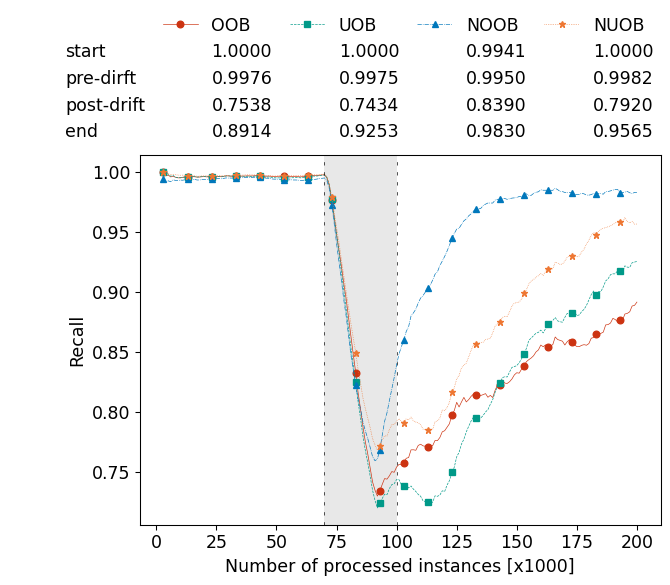 OOB UOB NOOB NUOB
start 1.0000 1.0000 0.9941 1.0000
pre-dirft 0.9976 0.9975 0.9950 0.9982
post-drift 0.7538 0.7434 0.8390 0.7920
end 0.8914 0.9253 0.9830 0.9565
1.00
0.95
0.90
0.85
0.80
0.75
Recall
0 25 50 75 100 125 150 175 200
Number of processed instances [x1000]